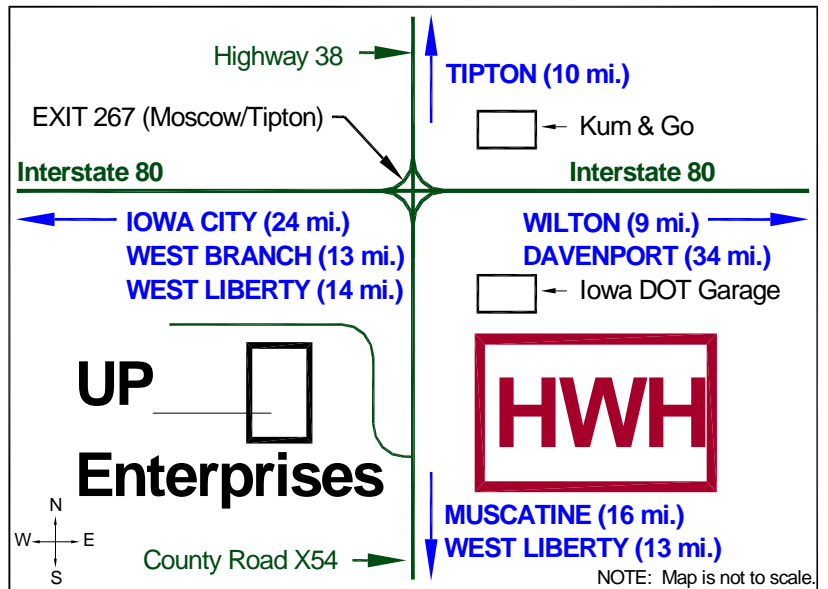 Highway 38
TIPTON (10 mi.)
EXIT 267 (Moscow/Tipton)
Kum & Go
Interstate 80
Interstate 80
IOWA CITY (24 mi.)
WEST BRANCH (13 mi.)
WEST LIBERTY (14 mi.)
WILTON (9 mi.)
DAVENPORT (34 mi.)
Iowa DOT Garage
UP
Enterprises
HWH
MUSCATINE (16 mi.)
WEST LIBERTY (13 mi.)
N
W E
S
County Road X54
NOTE: Map is not to scale.